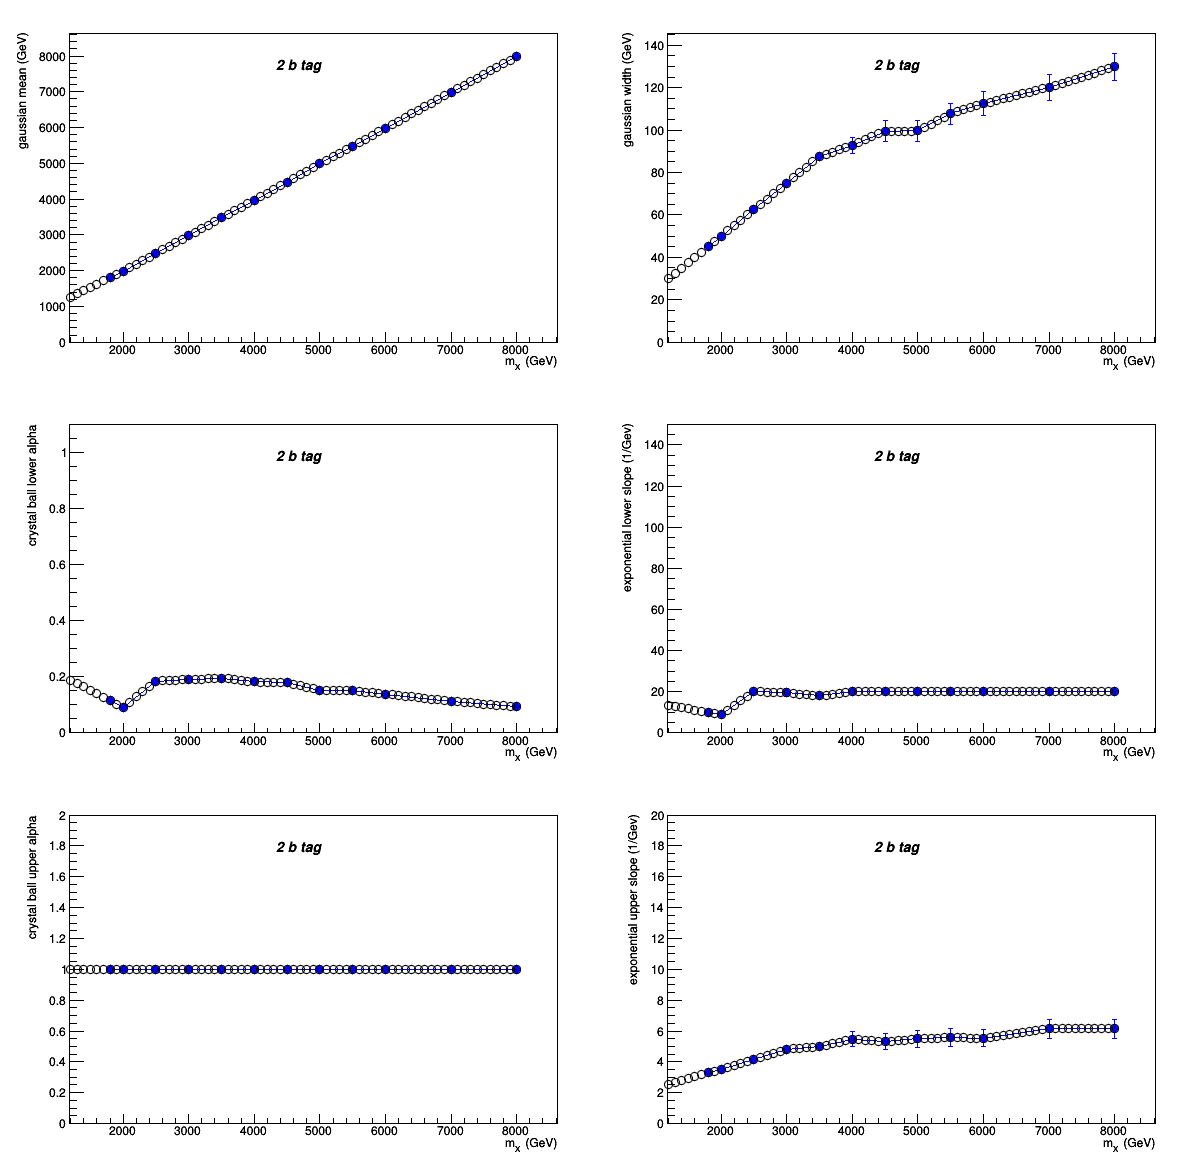 gaussian mean (GeV)
2 b tag
8000
7000
6000
5000
4000
3000
2000
1000
0
2000 3000 4000 5000 6000 7000 8000
mx (GeV)
gaussian width (GeV)
2 b tag
140
120
100
80
60
40
20
0
2000 3000 4000 5000 6000 7000 8000
mx (GeV)
crystal ball lower alpha
2 b tag
1
0.8
0.6
0.4
0.2
0
2000 3000 4000 5000 6000 7000 8000
mx (GeV)
exponential lower slope (1/Gev)
2 b tag
140
120
100
80
60
40
20
0
2000 3000 4000 5000 6000 7000 8000
mx (GeV)
crystal ball upper alpha
2 b tag
2
1.8
1.6
1.4
1.2
1
0.8
0.6
0.4
0.2
0
2000 3000 4000 5000 6000 7000 8000
mx (GeV)
exponential upper slope (1/Gev)
2 b tag
20
18
16
14
12
10
8
6
4
2
0
2000 3000 4000 5000 6000 7000 8000
mx (GeV)